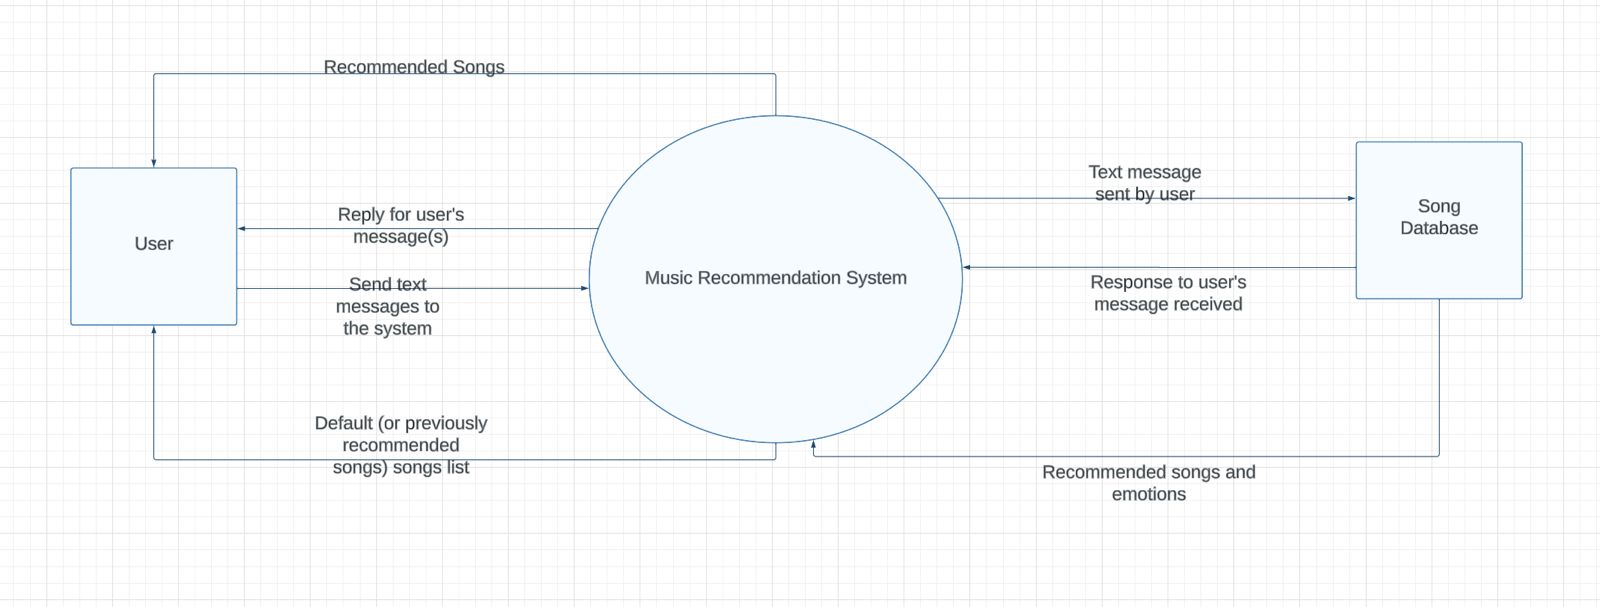 Recommended Songs
User
Reply for user's
message(s)
Send text
messages to
the system
Default (or previously
recommended
songs) songs list
Music Recommendation System
Text message
sent by user
Response to user's
message received
Recommended songs and
emotions
Song
Database